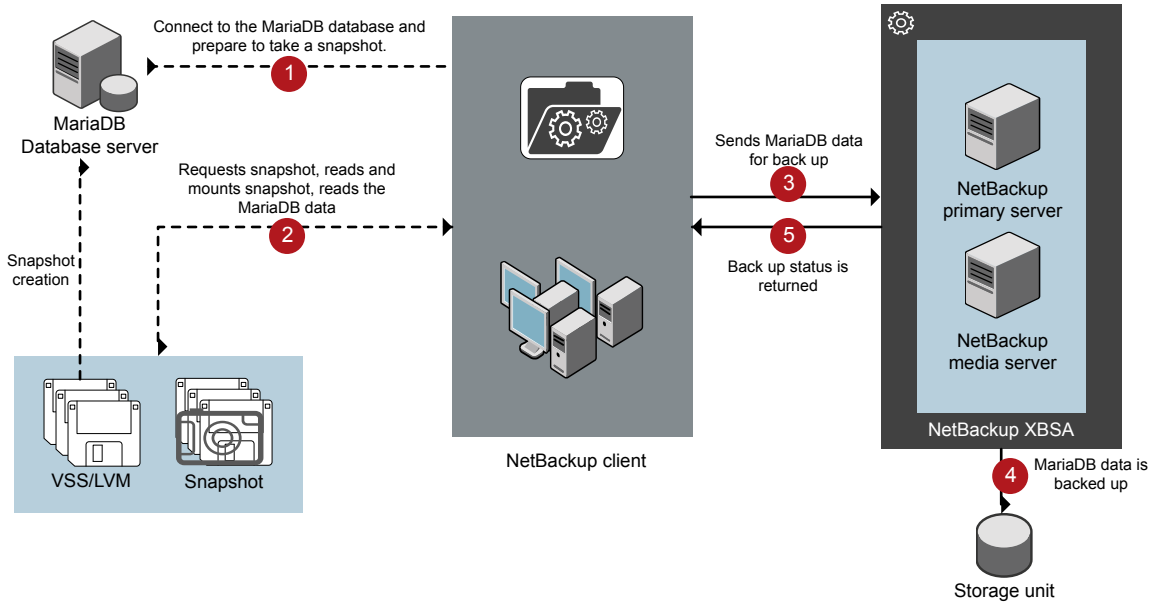 Connect to the MariaDB database and
prepare to take a snapshot.
1
MariaDB
Database server
Requests snapshot, reads and
mounts snapshot, reads the
MariaDB data
2
Snapshot
creation
VSS/LVM
Snapshot
NetBackup client
Sends MariaDB data
for back up
3
5
Back up status is
returned
NetBackup
primary server
NetBackup
media server
NetBackup XBSA
4
MariaDB data is
backed up
Storage unit